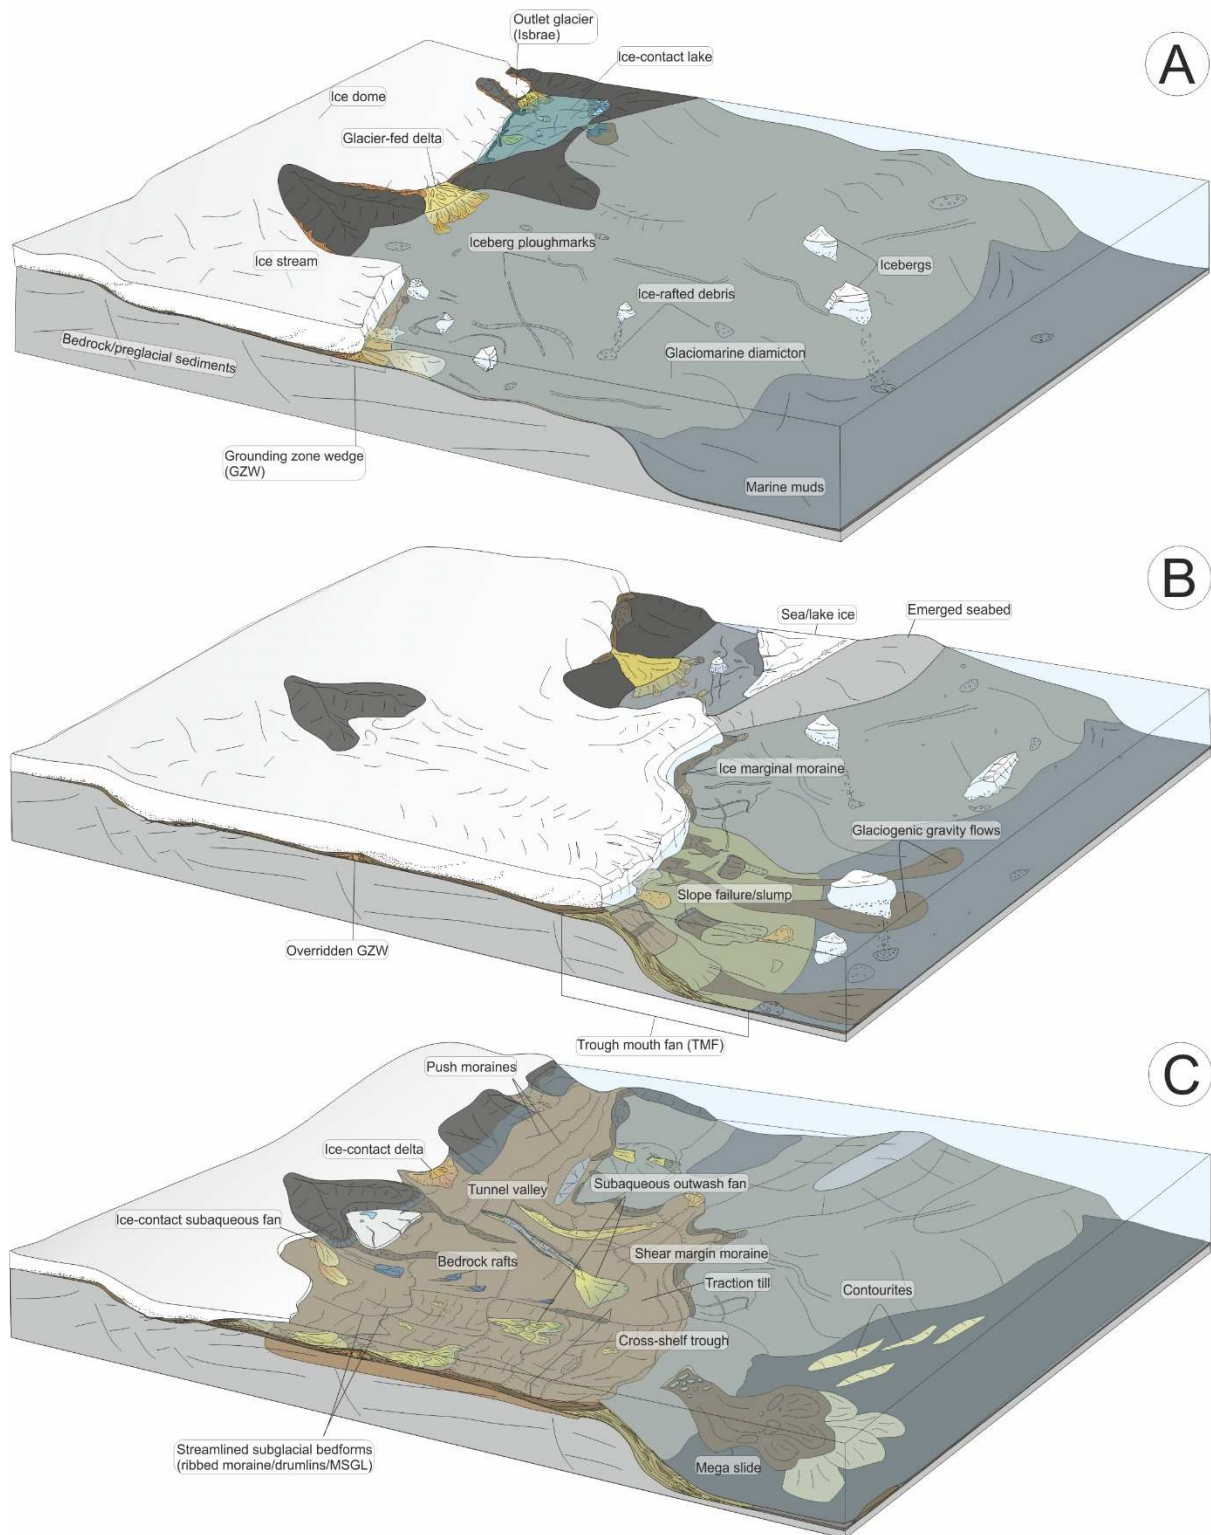 A
Outlet glacier
(Isbrae)
Ice-contact lake
Ice dome
Glacier-fed delta
Iceberg ploughmarks
Icebergs
Ice stream
Ice-rafted debris
Bedrock/preglacial sediments
Glaciomarine diamicton
Grounding zone wedge
(GZW)
Marine muds
B
Sea/lake ice
Emerged seabed
Ice marginal moraine
Glaciogenic gravity flows
Slope failure/slump
Overridden GZW
Trough mouth fan (TMF)
C
Push moraines
Ice-contact delta
Tunnel valley
Subaqueous outwash fan
Ice-contact subaqueous fan
Shear margin moraine
Bedrock rafts
Traction till
Contourites
Cross-shelf trough
Streamlined subglacial bedforms
(ribbed moraine/drumlins/MSGL)
Mega slide